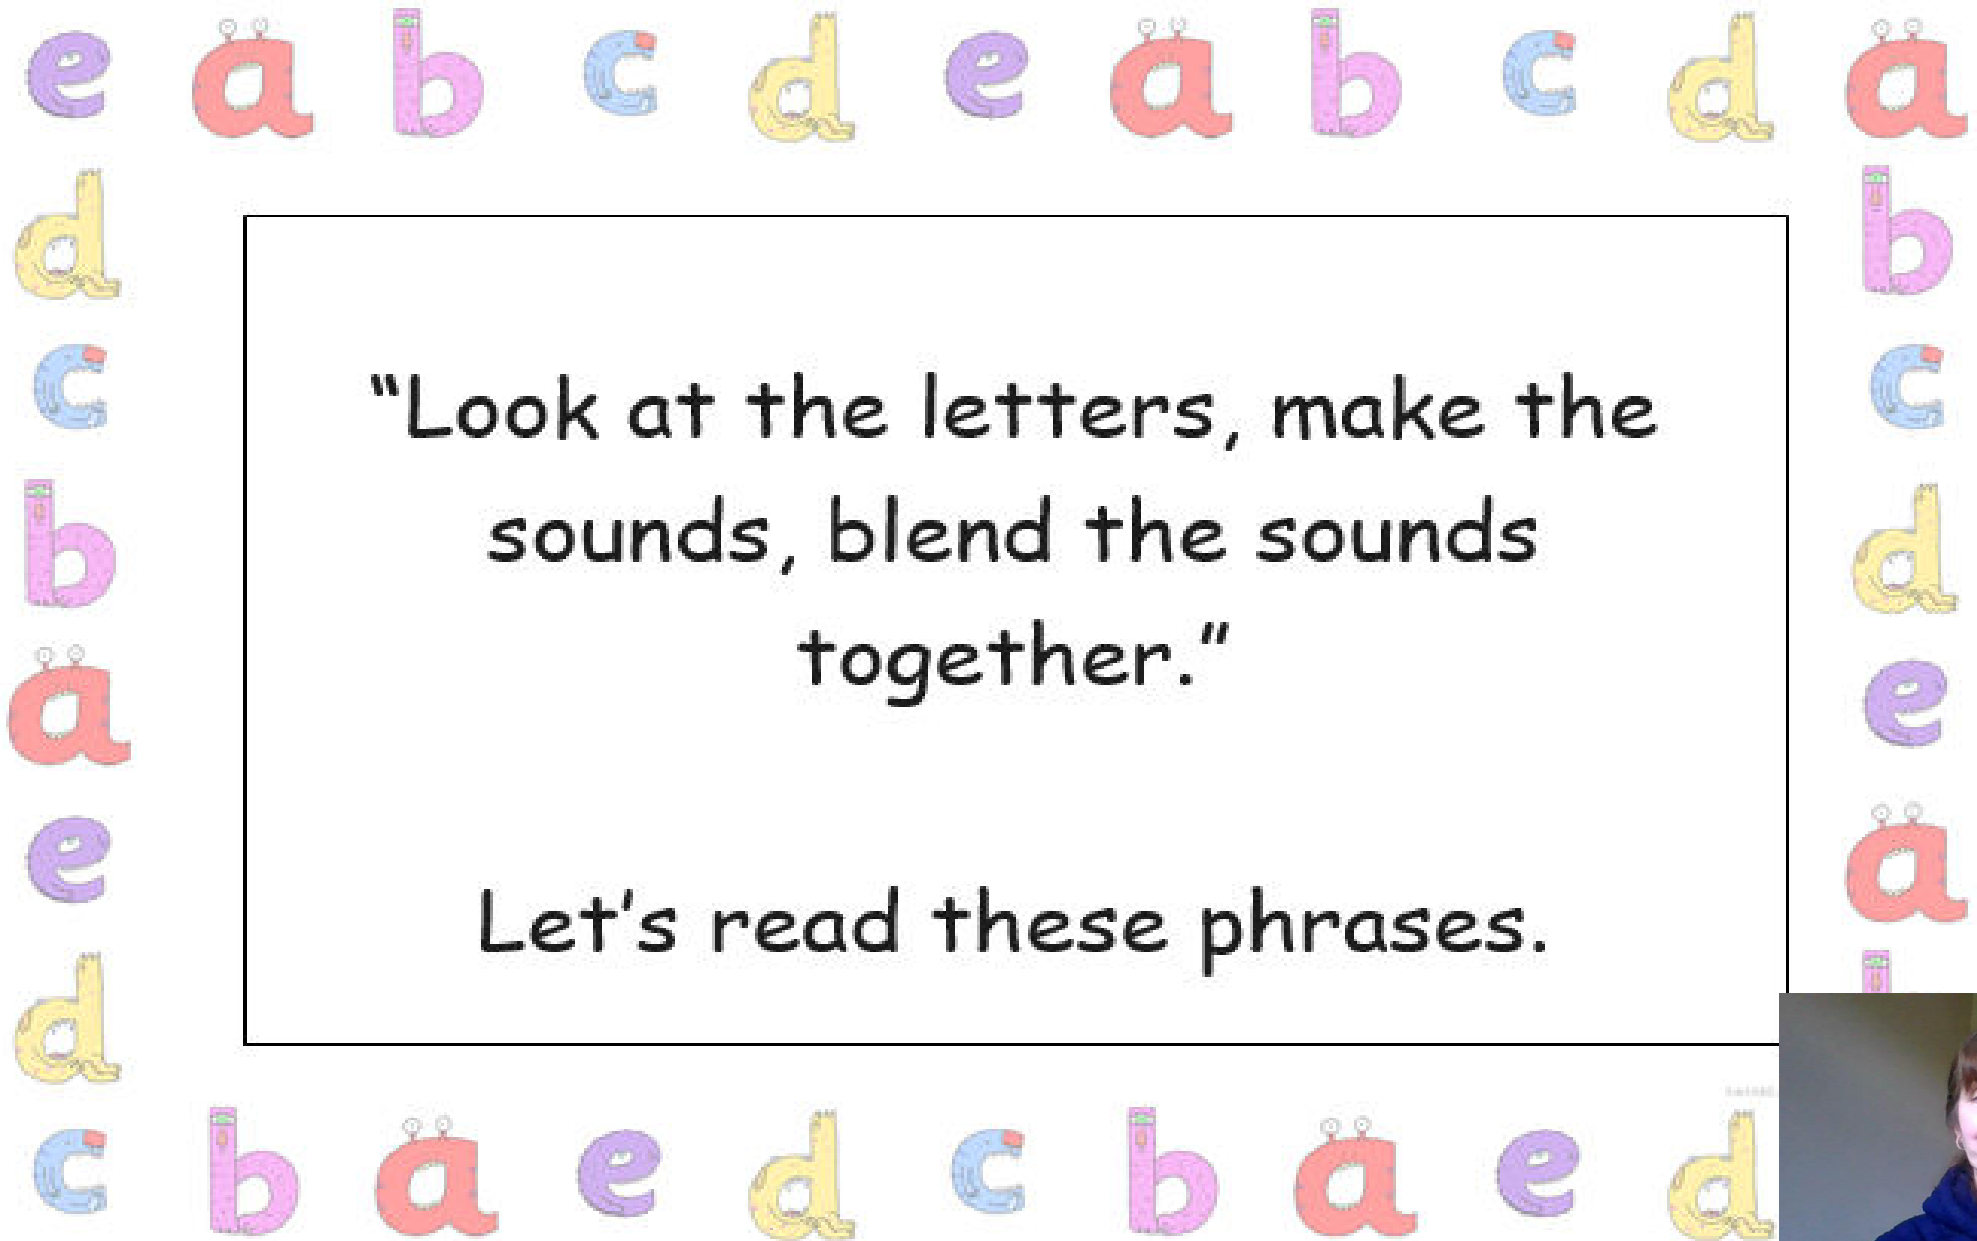 e a b c d e a b c d a
d b
c c
b d
a e
e a
d
c b a e d c b a e d
“Look at the letters, make the
sounds, blend the sounds
together.”
Let’s read these phrases.